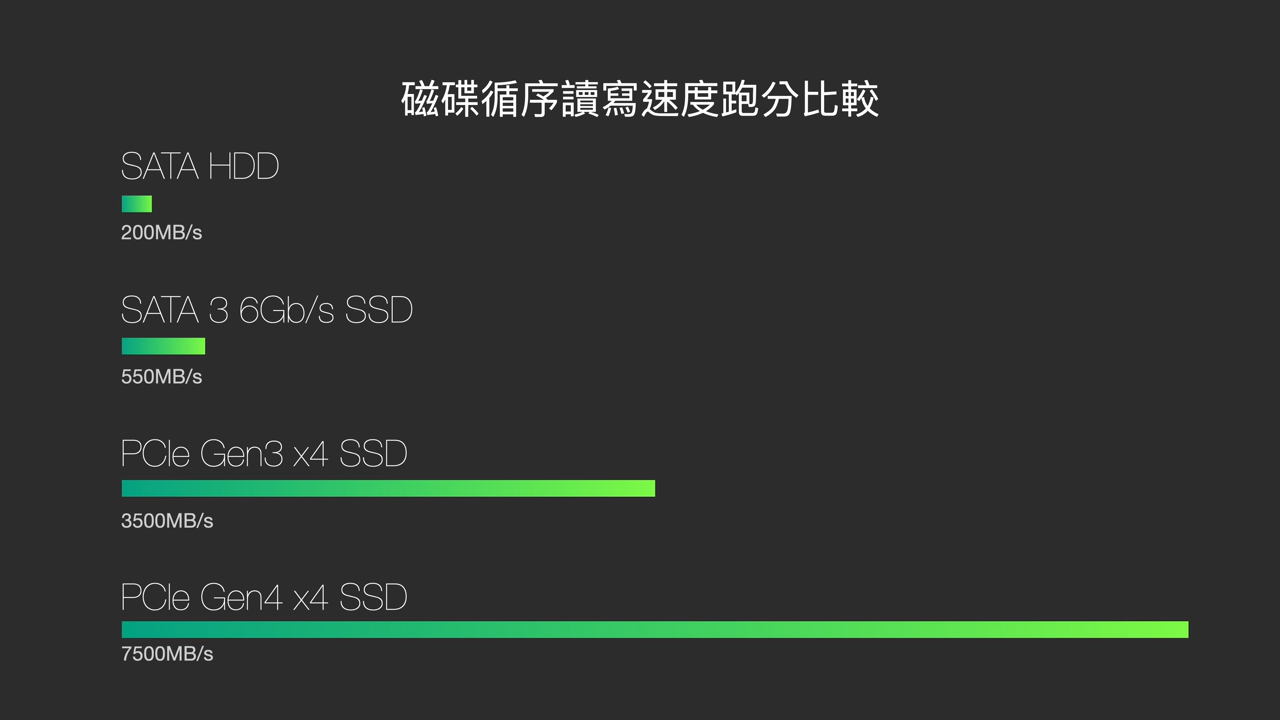 磁碟循序讀寫速度跑分比較
SATA HDD
200MB/s
SATA 3 6Gb/s SSD
550MB/s
PCIe Gen3 x4 SSD
3500MB/s
PCIe Gen4 x4 SSD
7500MB/s